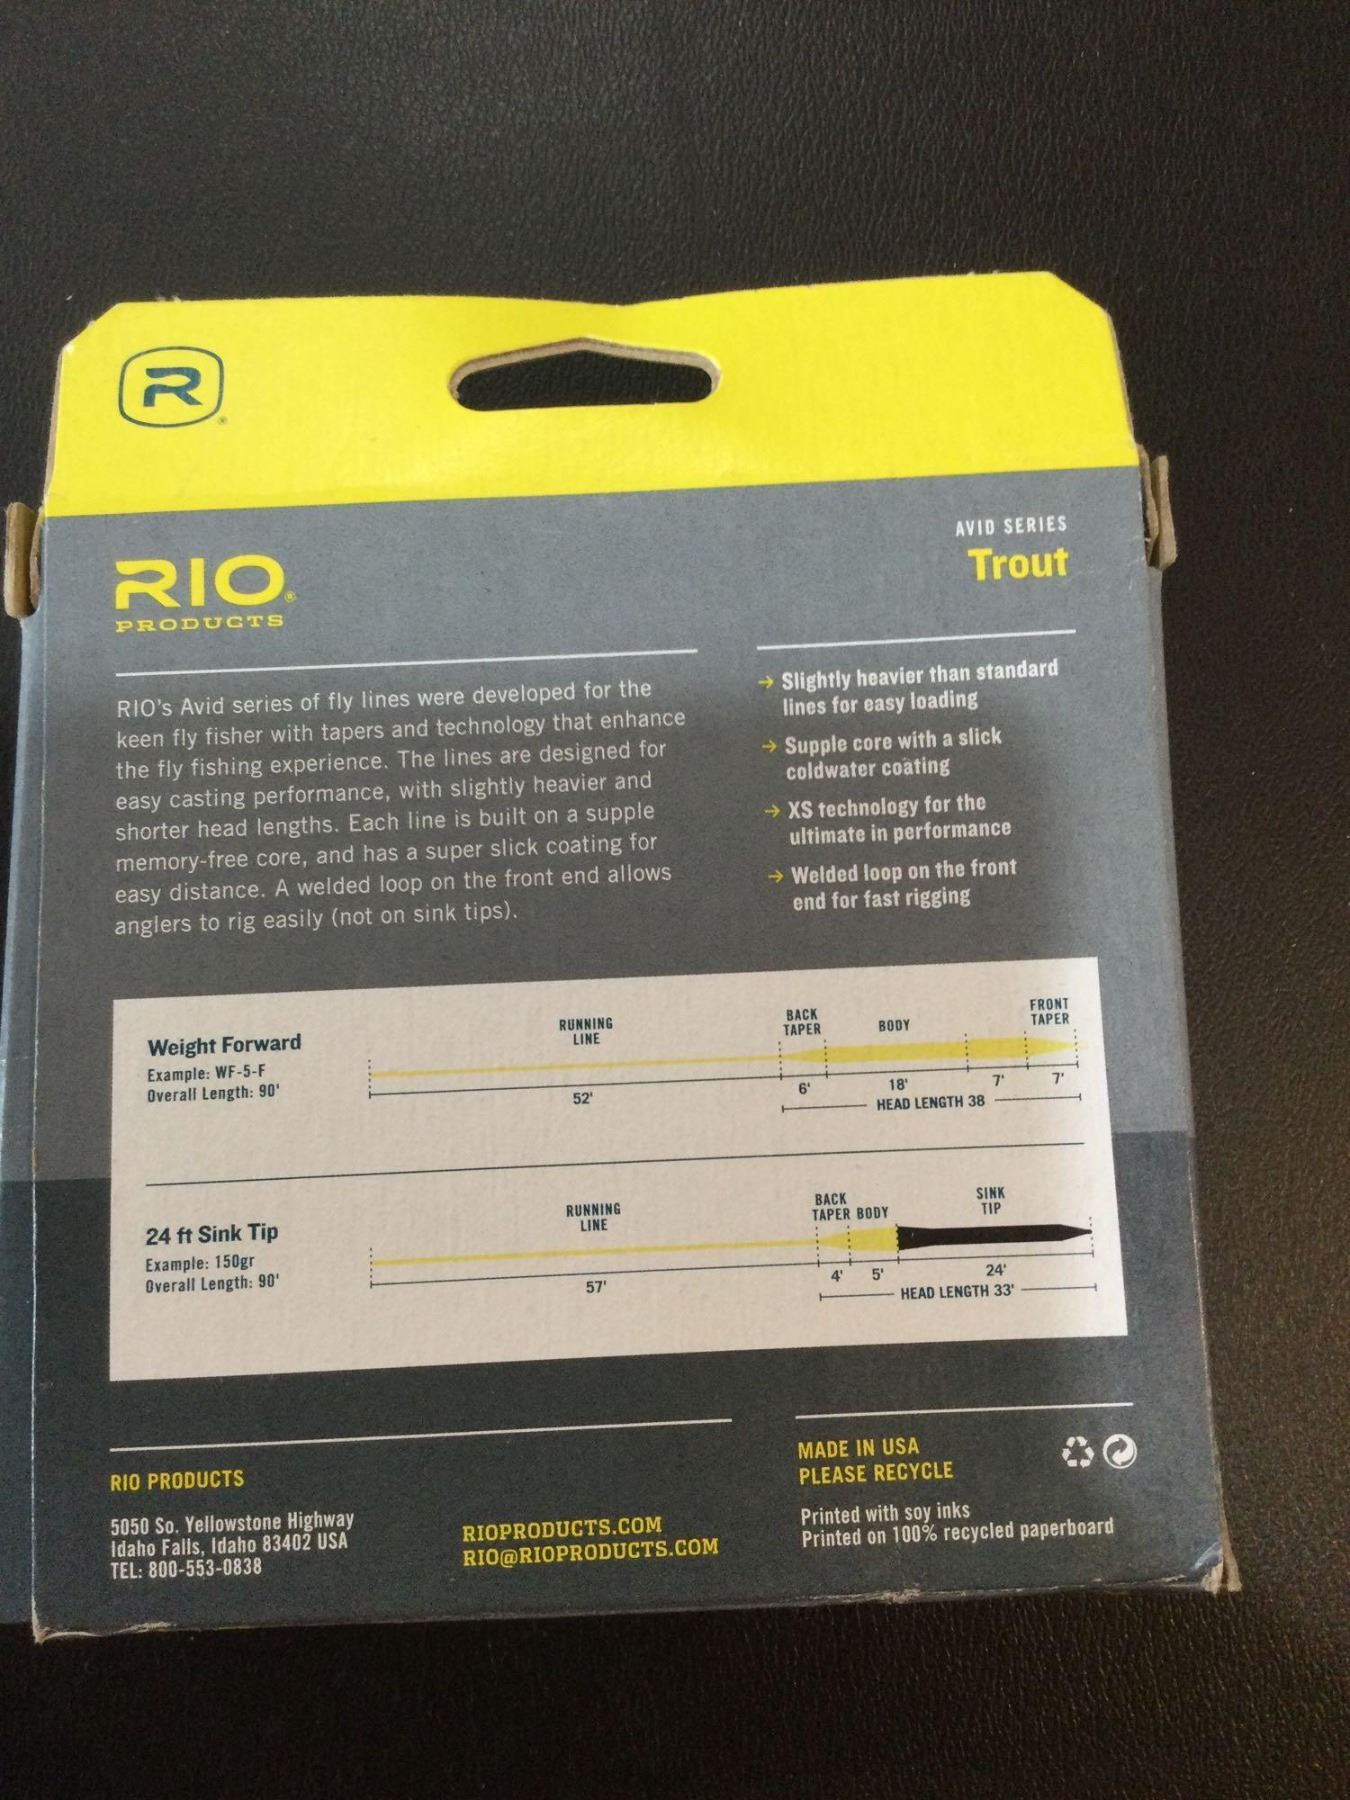 R
RIO®
PRODUCTS
AVID SERIES
Trout
RIO's Avid series of fly lines were developed for the
keen fly fisher with tapers and technology that enhance
the fly fishing experience. The lines are designed for
easy casting performance, with slightly heavier and
shorter head lengths. Each line is built on a supple
memory-free core, and has a super slick coating for
easy distance. A welded loop on the front end allows
anglers to rig easily (not on sink tips).
→ Slightly heavier than standard
lines for easy loading
→ Supple core with a slick
coldwater coating
→ XS technology for the
ultimate in performance
→ Welded loop on the front
end for fast rigging
Weight Forward
Example: WF-5-F
Overall Length: 90'
RUNNING
LINE
BACK
TAPER
BODY
FRONT
TAPER
52'
6'
18'
7'
7'
HEAD LENGTH 38
24 ft Sink Tip
Example: 150gr
Overall Length: 90'
RUNNING
LINE
BACK
TAPER BODY
SINK
TIP
57'
4'
5'
24'
HEAD LENGTH 33'
RIO PRODUCTS
5050 So. Yellowstone Highway
Idaho Falls, Idaho 83402 USA
TEL: 800-553-0838
RIOPRODUCTS.COM
RIO@RIOPRODUCTS.COM
MADE IN USA
PLEASE RECYCLE
Printed with soy inks
Printed on 100% recycled paperboard